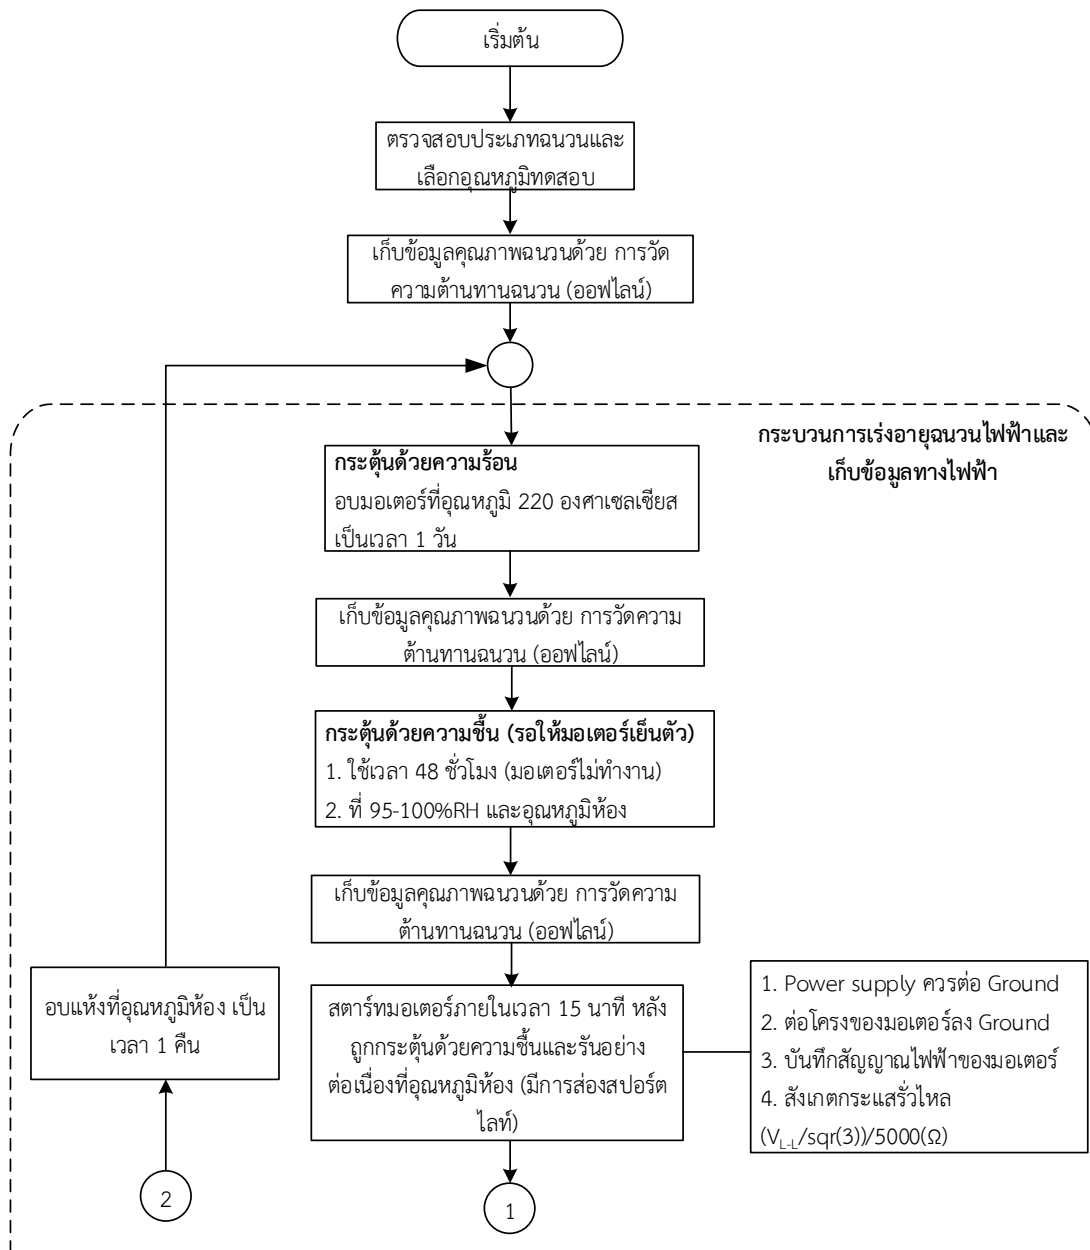 เริ่มต้น
ตรวจสอบประเภทฉนวนและ
เลือกอุณหภูมิทดสอบ
เก็บข้อมูลคุณภาพฉนวนด้วย การวัด
ความต้านทานฉนวน (ออฟไลน์)
กระบวนการเร่งอายุฉนวนไฟฟ้าและ
เก็บข้อมูลทางไฟฟ้า
กระตุ้นด้วยความร้อน
อบมอเตอร์ที่อุณหภูมิ 220 องศาเซลเซียส
เป็นเวลา 1 วัน
เก็บข้อมูลคุณภาพฉนวนด้วย การวัดความ
ต้านทานฉนวน (ออฟไลน์)
กระตุ้นด้วยความชื้น (รอให้มอเตอร์เย็นตัว)
1. ใช้เวลา 48 ชั่วโมง (มอเตอร์ไม่ทำงาน)
2. ที่ 95-100%RH และอุณหภูมิห้อง
เก็บข้อมูลคุณภาพฉนวนด้วย การวัดความ
ต้านทานฉนวน (ออฟไลน์)
อบแห้งที่อุณหภูมิห้อง เป็น
เวลา 1 คืน
สตาร์ทมอเตอร์ภายในเวลา 15 นาที หลัง
ถูกกระตุ้นด้วยความชื้นและรันอย่าง
ต่อเนื่องที่อุณหภูมิห้อง (มีการส่องสปอร์ต
ไลท์)
1. Power supply ควรต่อ Ground
2. ต่อโครงของมอเตอร์ลง Ground
3. บันทึกสัญญาณไฟฟ้าของมอเตอร์
4. สังเกตกระแสรั่วไหล
(V_{L-L}/sqr(3))/5000(Ω)
2
1